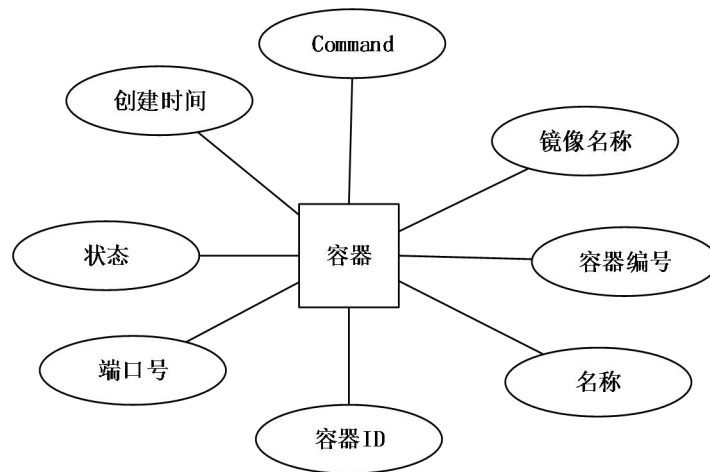 Command
创建时间
镜像名称
状态
容器
容器编号
端口号
名称
容器ID